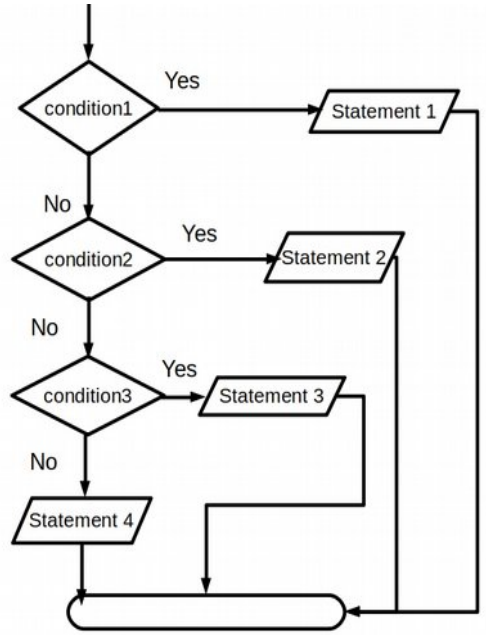 Yes
condition1
Statement 1
No
Yes
condition2
Statement 2
No
Yes
condition3
Statement 3
No
Statement 4